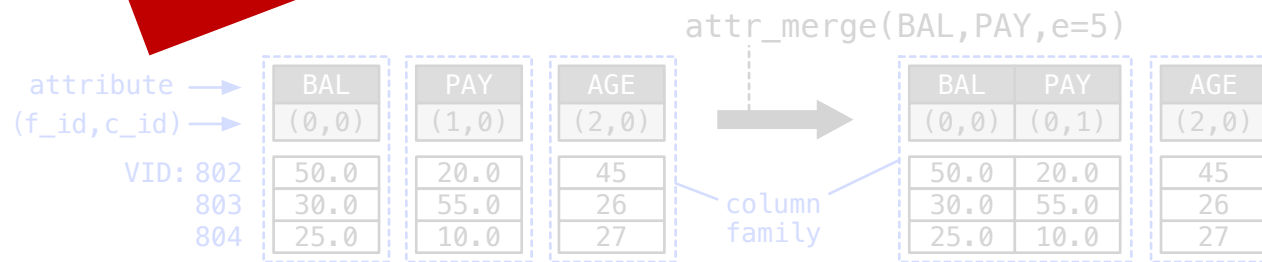 attr_merge(BAL,PAY,e=5)
attribute BAL PAY AGE BAL PAY AGE
(f_id,c_id) (0,0) (1,0) (2,0) (0,0) (0,1) (2,0)
VID: 802 50.0 20.0 45 50.0 20.0 45
803 30.0 55.0 26 column 30.0 55.0 26
804 25.0 10.0 27 family 25.0 10.0 27